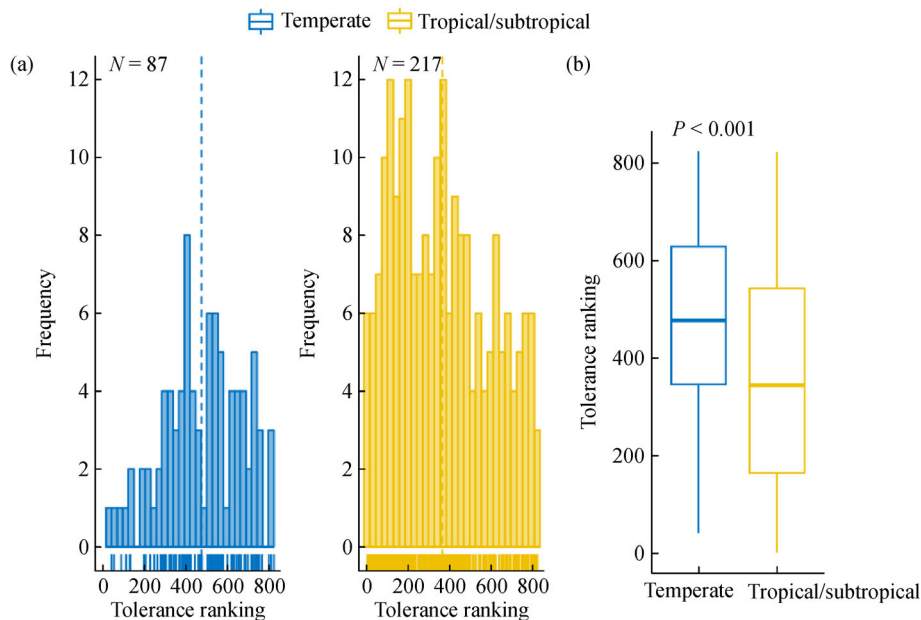 Temperate Tropical/subtropical
(a)
N = 87
12
10
8
6
4
2
0
Frequency
0 200 400 600 800
Tolerance ranking
N = 217
12
10
8
6
4
2
0
Frequency
0 200 400 600 800
Tolerance ranking
(b)
P < 0.001
800
600
400
200
0
Tolerance ranking
Temperate Tropical/subtropical